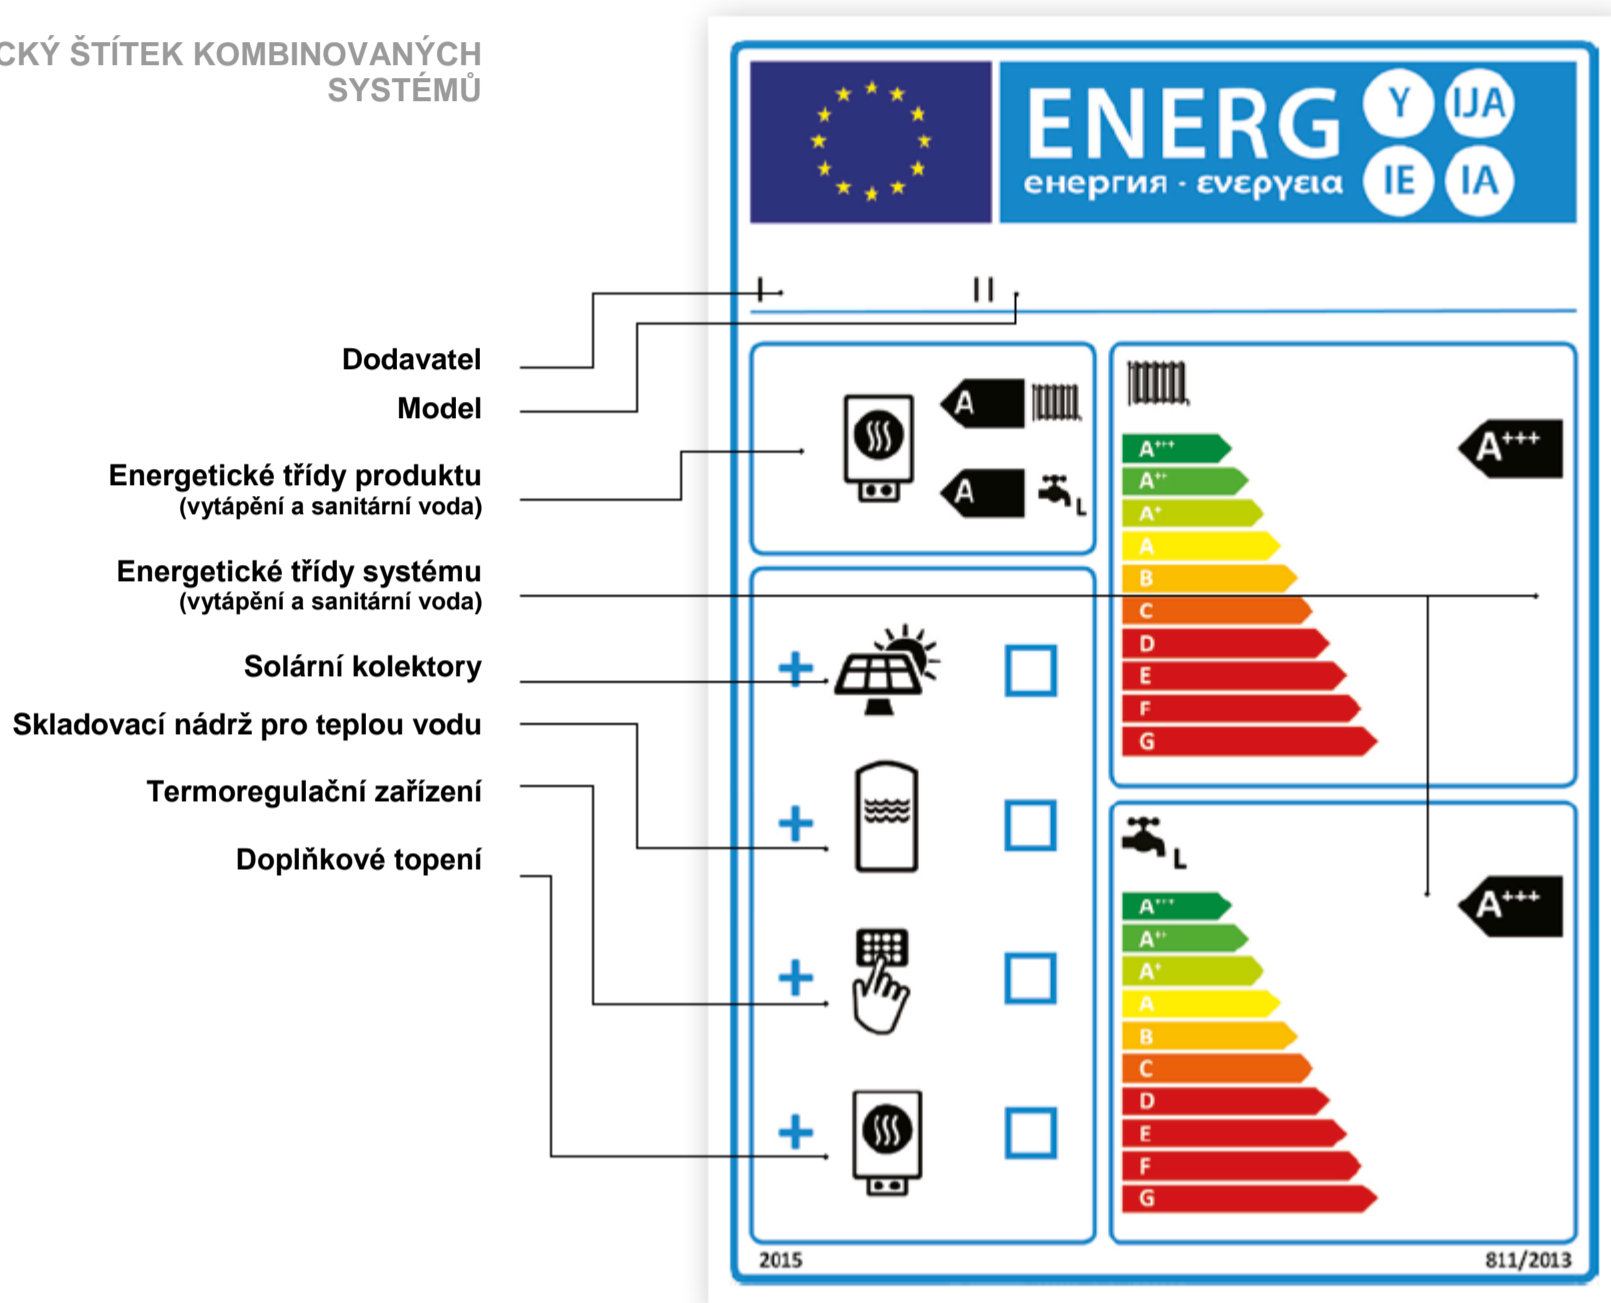 CKÝ ŠTÍTEK KOMBINOVANÝCH
SYSTÉMŮ
Dodavatel
Model
Energetické třídy produktu
(vytápění a sanitární voda)
Energetické třídy systému
(vytápění a sanitární voda)
Solární kolektory
Skladovací nádrž pro teplou vodu
Termoregulační zařízení
Doplňkové topení
ENERG Y IJA
енергия · ενεργεια IE IA
I II
A
A
L
A+++
A+++
A++
A+
A
B
C
D
E
F
G
L
A+++
A+++
A++
A+
A
B
C
D
E
F
G
2015
811/2013